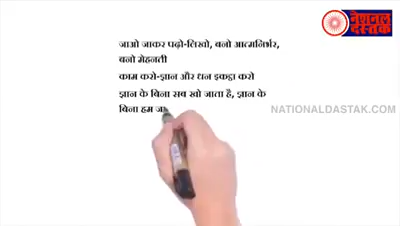 नेशनल
दस्तक
जाओ जाकर पढ़ो-लिखो, बनो आत्मनिर्भर,
बनो मेहनती
काम करो-ज्ञान और धन इकट्ठा करो
ज्ञान के बिना सब खो जाता है, ज्ञान के
बिना हम जा
NATIONALDASTAK.COM